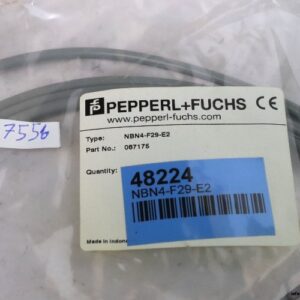 7556
PEPPERL+FUCHS CE
www.pepperl-fuchs.com
Type: NBN4-F29-E2
Part No.: 087175
Quantity:
48224
NBN4-F29-E2
Made in Indone